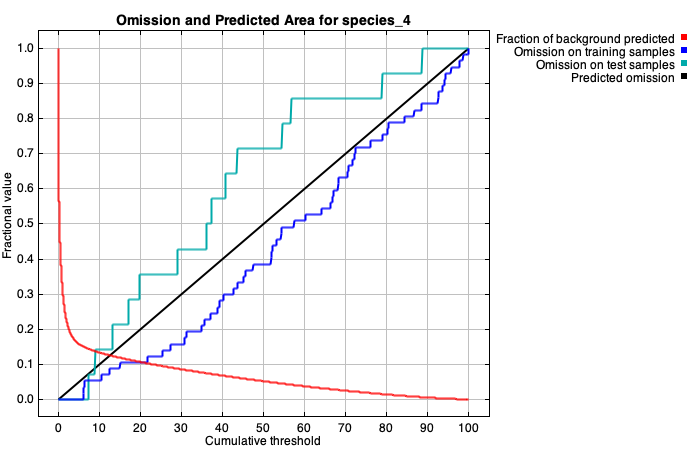 Omission and Predicted Area for species_4
Fraction of background predicted
Omission on training samples
Omission on test samples
Predicted omission
Fractional value
1.0
0.9
0.8
0.7
0.6
0.5
0.4
0.3
0.2
0.1
0.0
0 10 20 30 40 50 60 70 80 90 100
Cumulative threshold